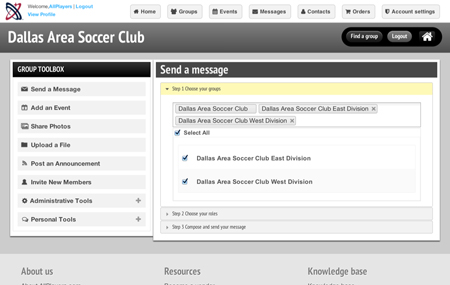 Welcome, AllPlayers | Logout
View Profile
Home
Groups
Events
Messages
Contacts
Orders
Account settings
Dallas Area Soccer Club
Find a group
Logout
GROUP TOOLBOX
Send a Message
Add an Event
Share Photos
Upload a File
Post an Announcement
Invite New Members
Administrative Tools +
Personal Tools +
Send a message
Step 1 Choose your groups
Dallas Area Soccer Club
Dallas Area Soccer Club East Division ×
Dallas Area Soccer Club West Division ×
Select All
Dallas Area Soccer Club East Division
Dallas Area Soccer Club West Division
Step 2 Choose your roles
Step 3 Compose and send your message
About us
Resources
Knowledge base